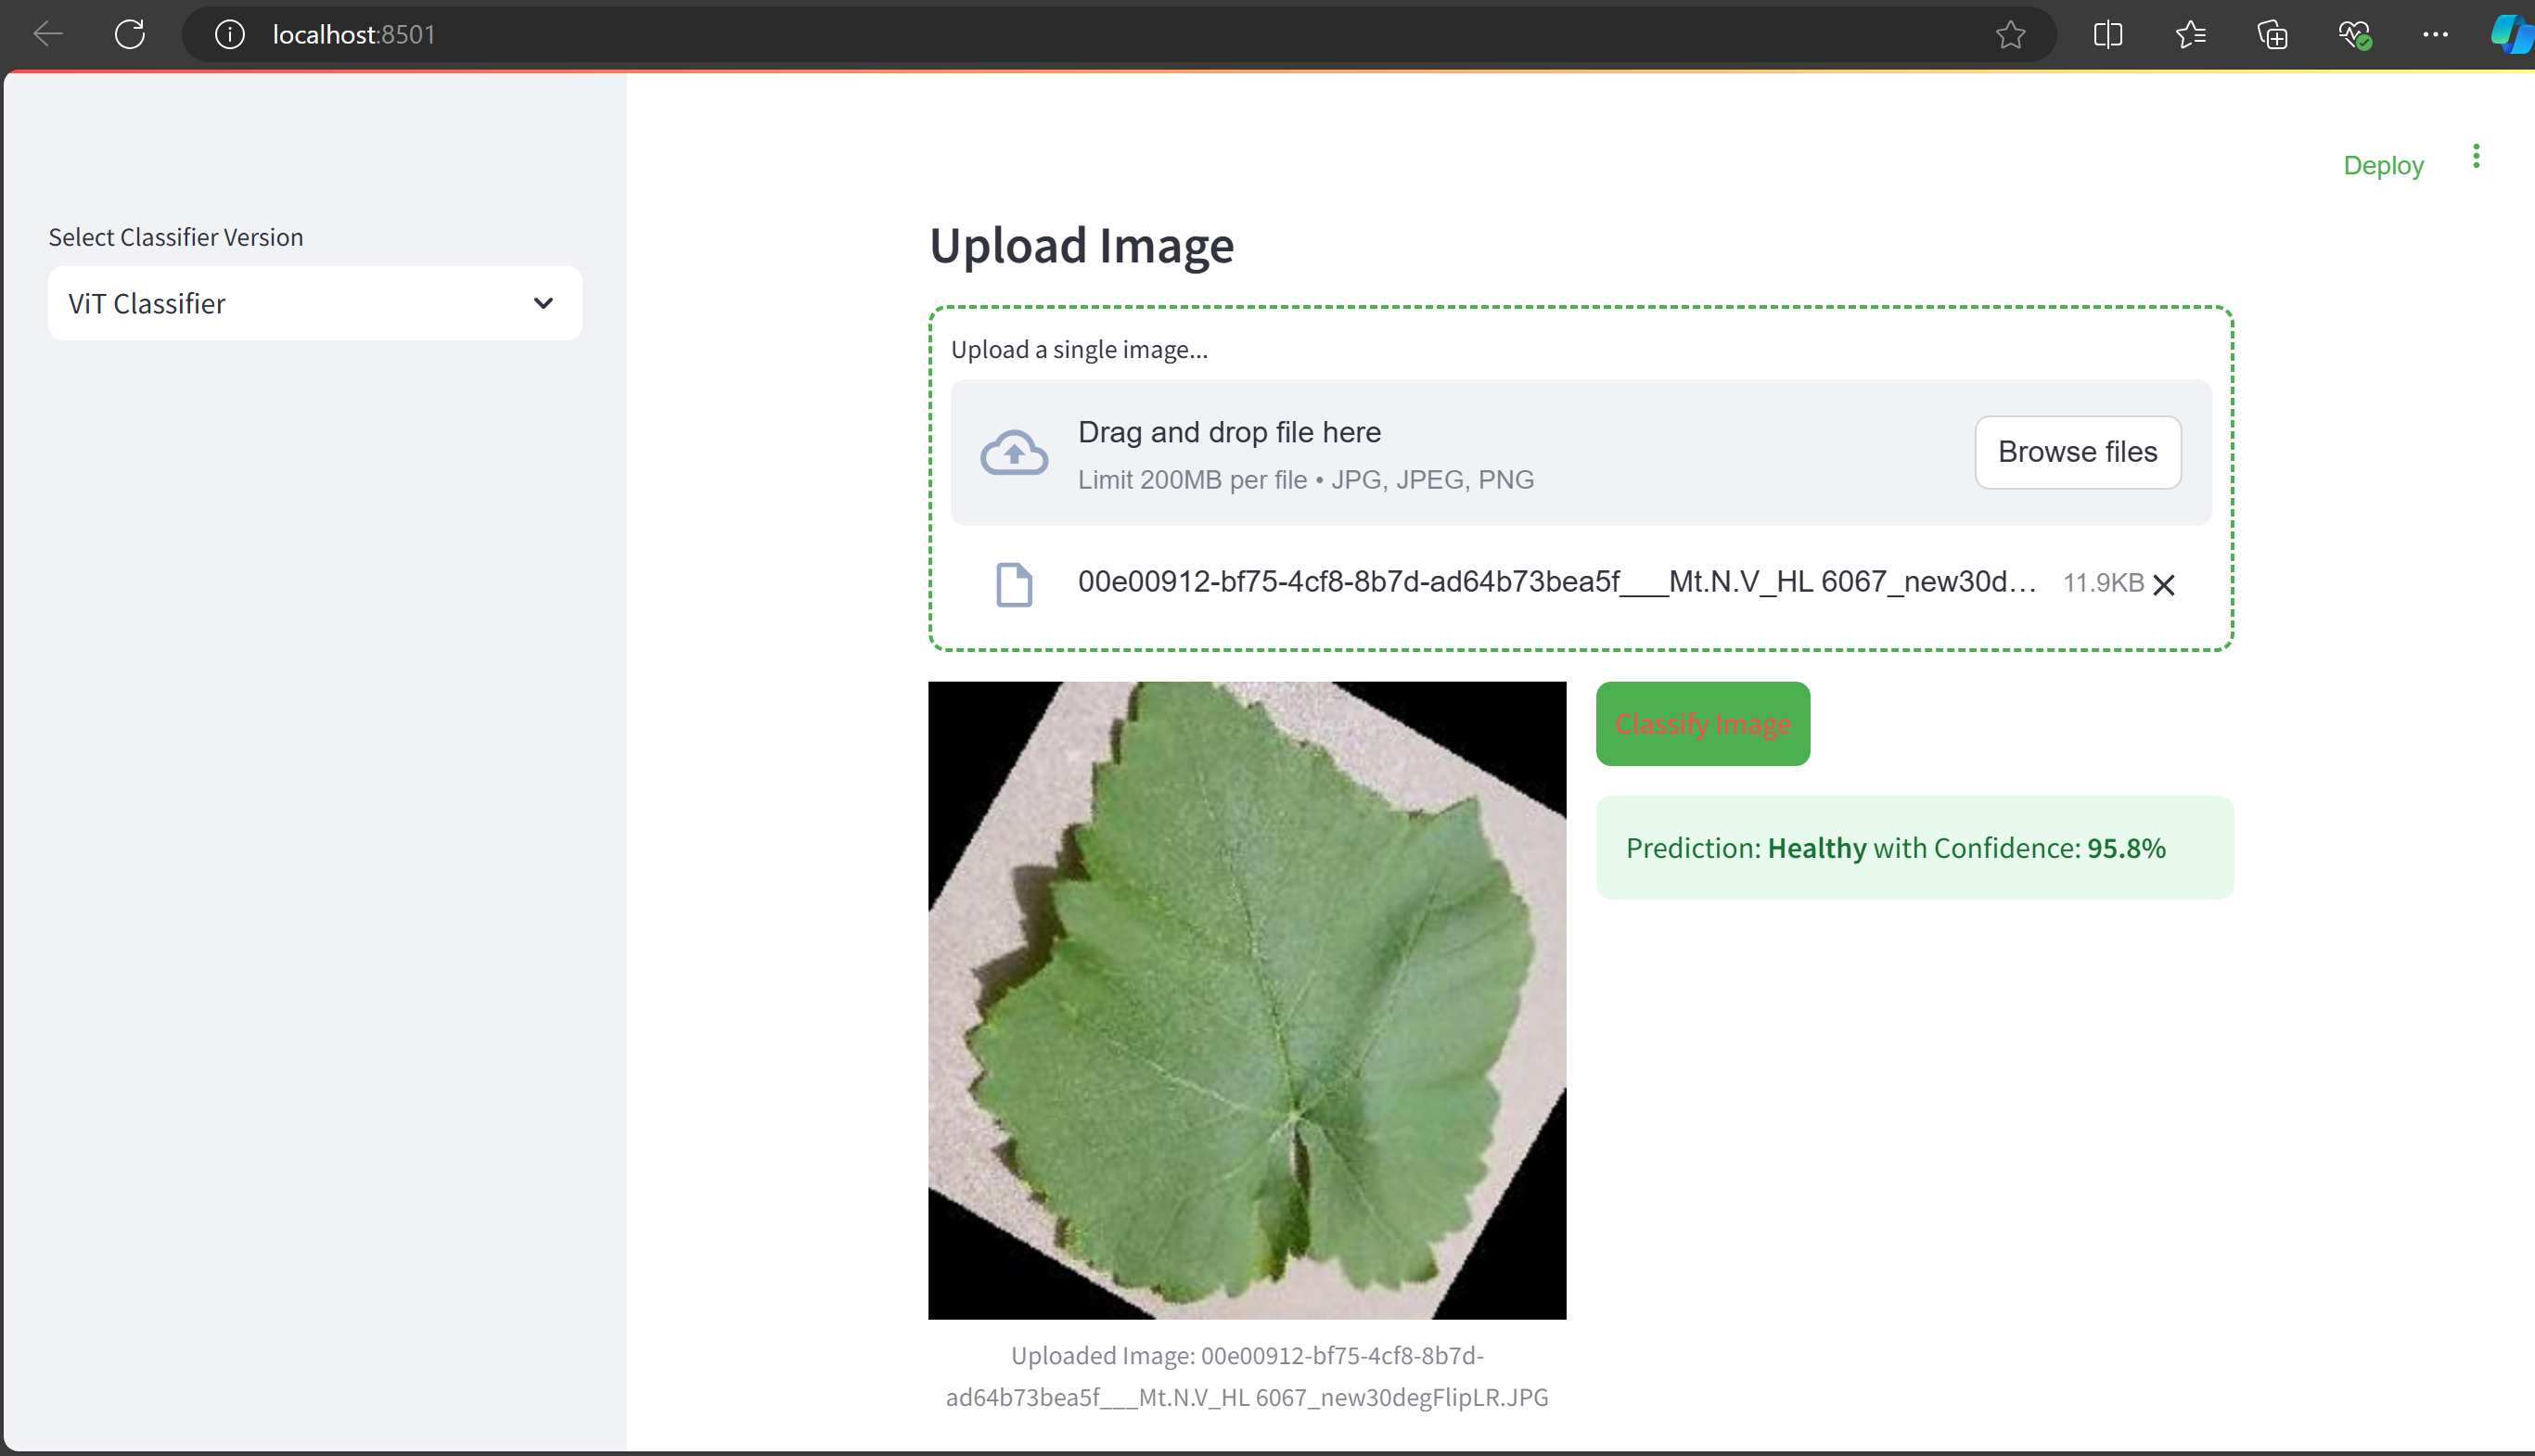 localhost:8501
Deploy
Select Classifier Version
ViT Classifier
Upload Image
Upload a single image...
Drag and drop file here
Limit 200MB per file • JPG, JPEG, PNG
Browse files
00e00912-bf75-4cf8-8b7d-ad64b73bea5f___Mt.N.V_HL 6067_new30d... 11.9KB
Classify Image
Prediction: Healthy with Confidence: 95.8%
Uploaded Image: 00e00912-bf75-4cf8-8b7d-
ad64b73bea5f___Mt.N.V_HL 6067_new30degFlipLR.JPG